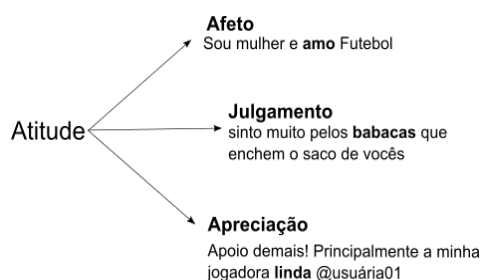 Afeto
Sou mulher e amo Futebol
Atitude
Julgamento
sinto muito pelos babacas que
enchem o saco de vocês
Apreciação
Apoio demais! Principalmente a minha
jogadora linda @usuária01